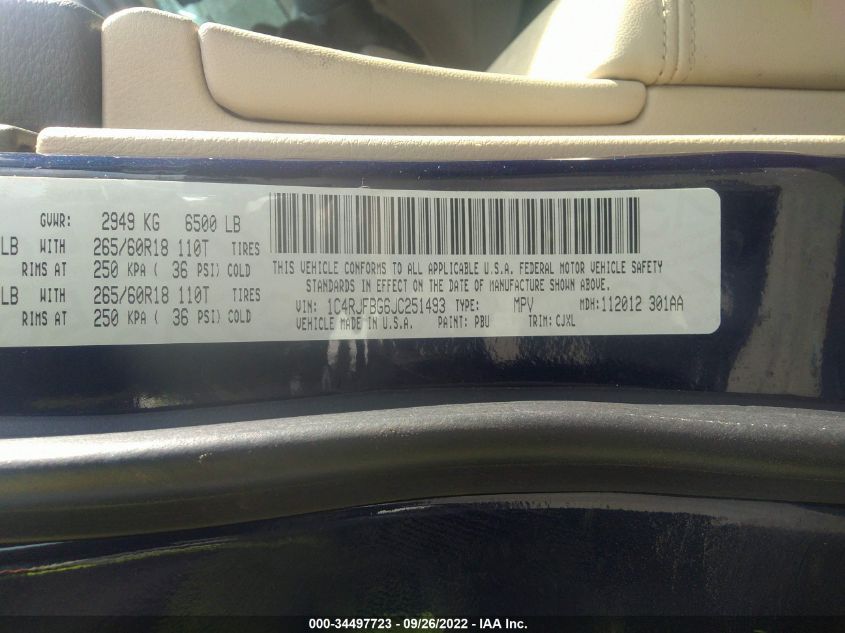 GVWR: 2949 KG 6500 LB
LB WITH 265/60R18 110T TIRES
RIMS AT 250 KPA ( 36 PSI) COLD
LB WITH 265/60R18 110T TIRES
RIMS AT 250 KPA ( 36 PSI) COLD
THIS VEHICLE CONFORMS TO ALL APPLICABLE U.S.A. FEDERAL MOTOR VEHICLE SAFETY
STANDARDS IN EFFECT ON THE DATE OF MANUFACTURE SHOWN ABOVE.
VIN: 1C4RJFBG6JC251493 TYPE: MPV MDH:112012 301AA
VEHICLE MADE IN U.S.A. PAINT: PBU TRIM: CJXL
000-34497723 - 09/26/2022 - IAA Inc.